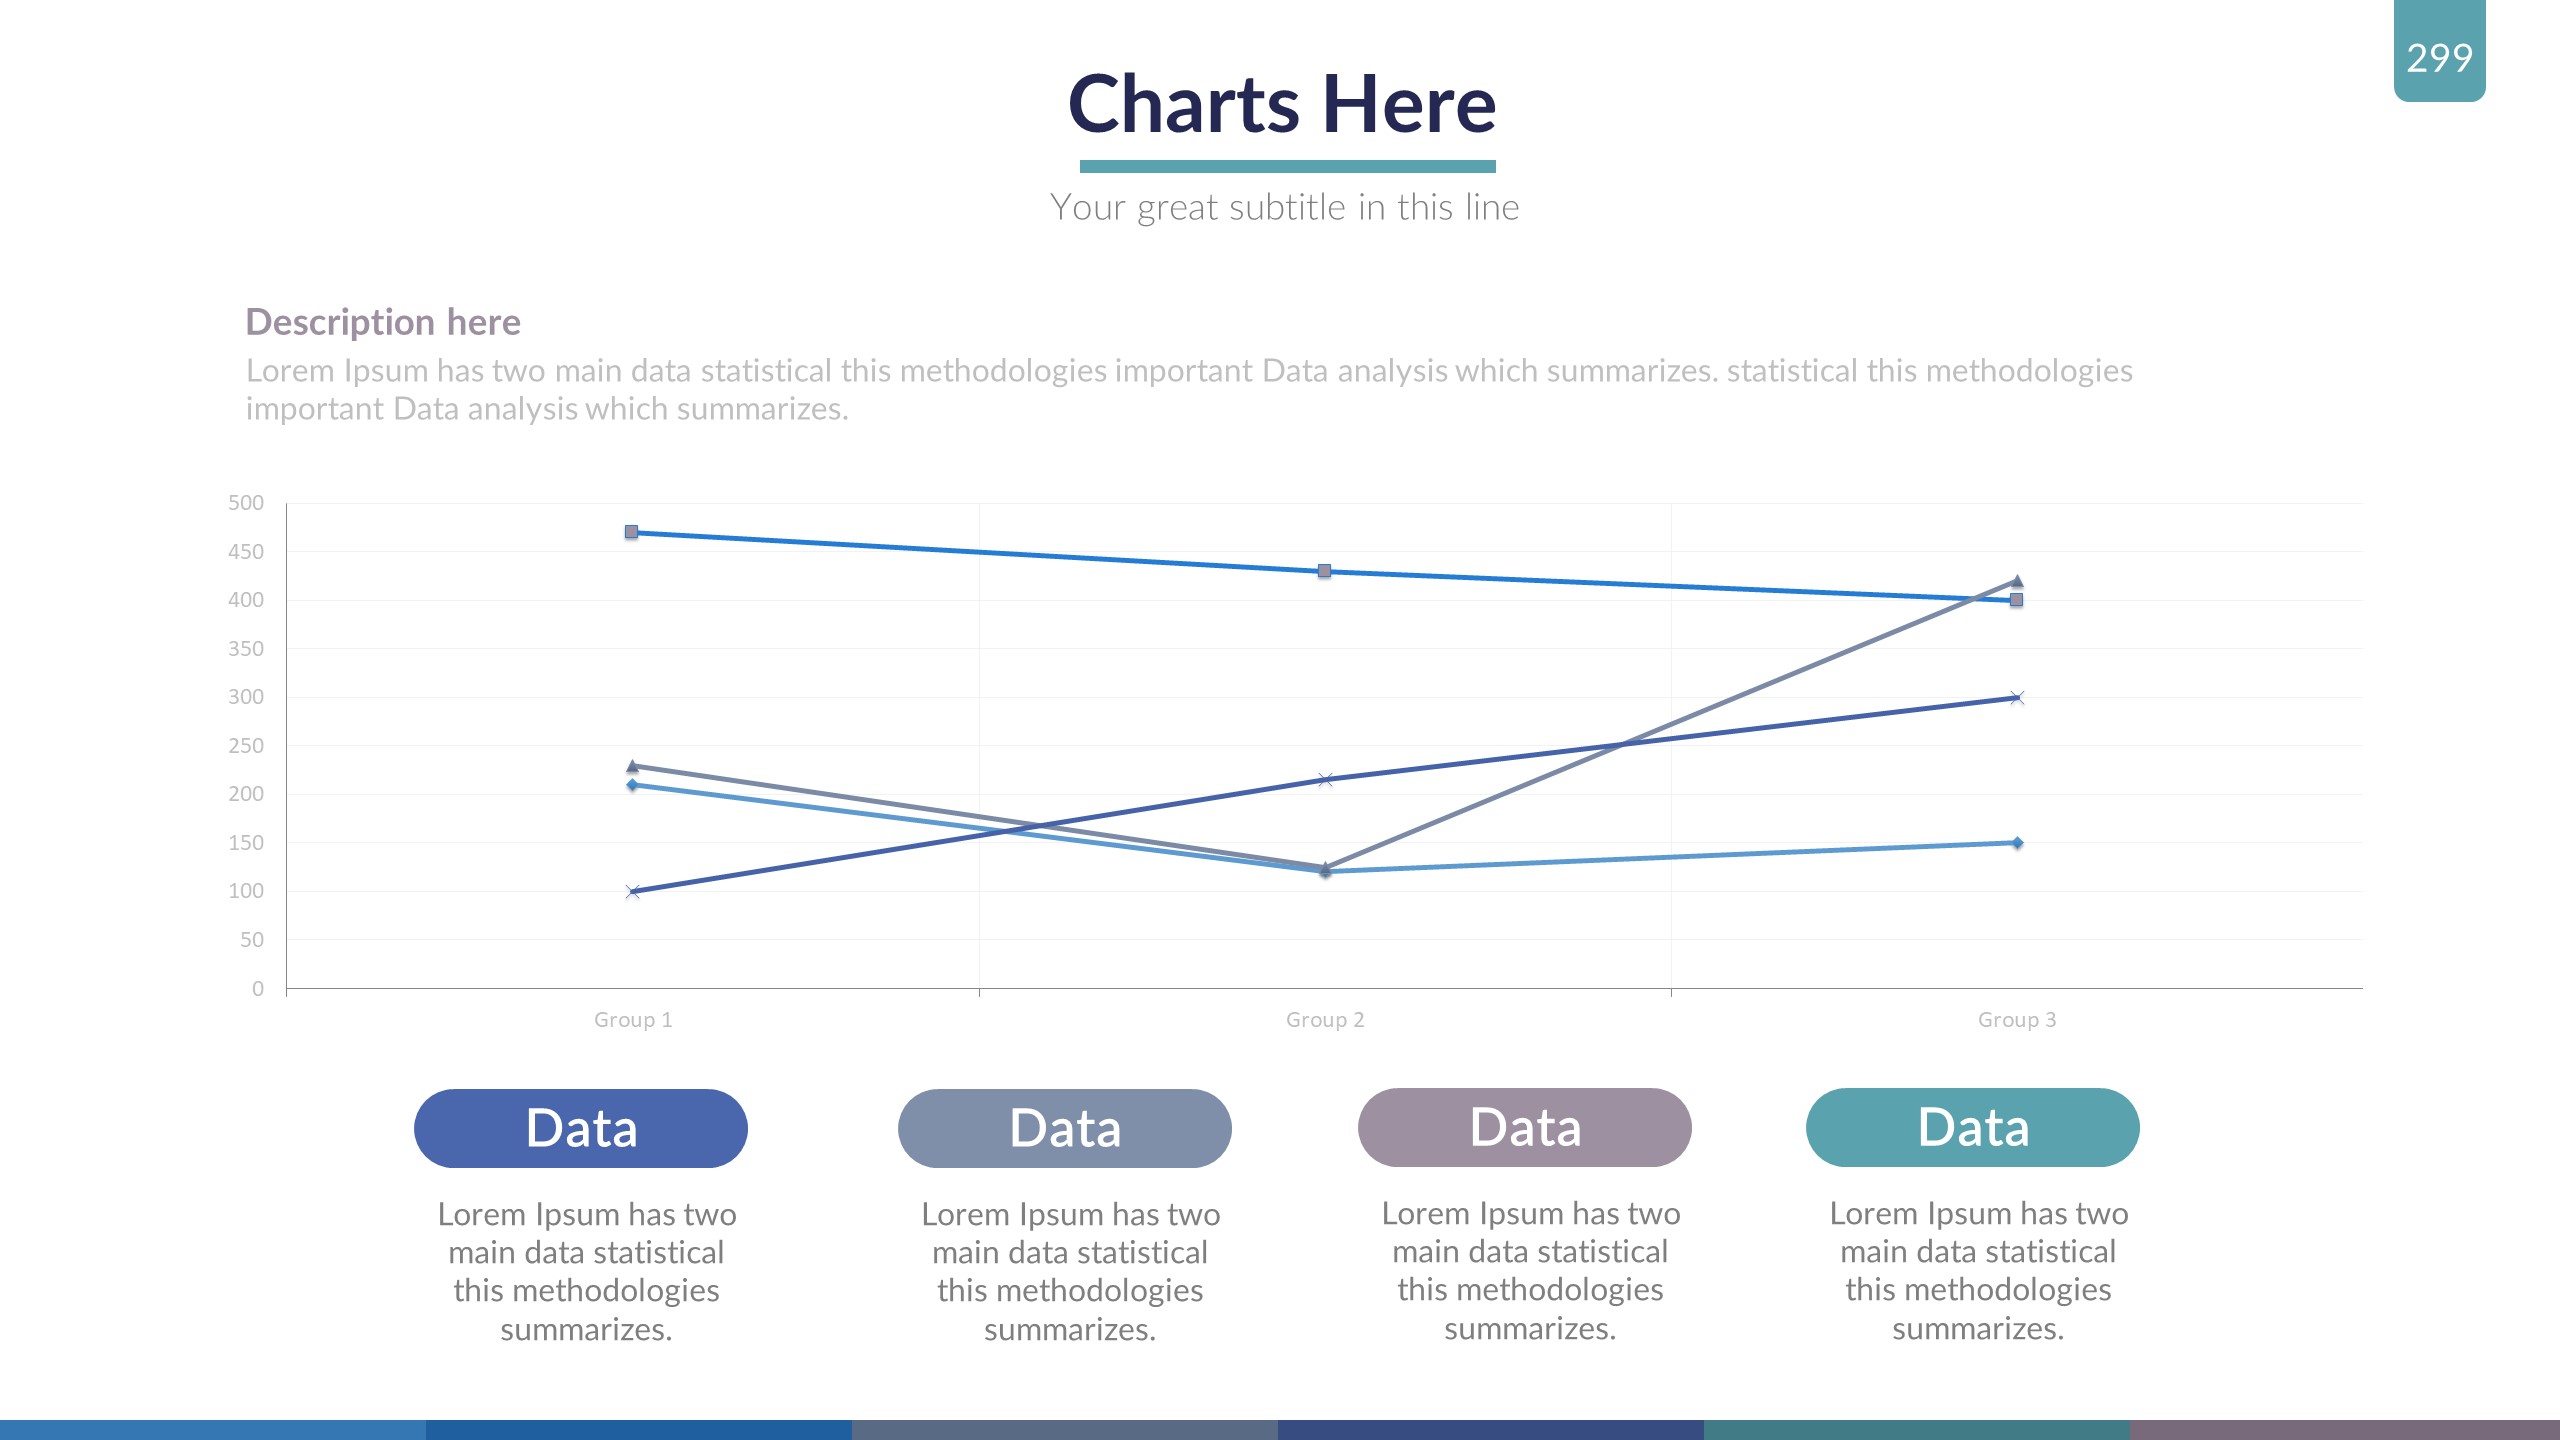 299
Charts Here
Your great subtitle in this line
Description here
Lorem Ipsum has two main data statistical this methodologies important Data analysis which summarizes. statistical this methodologies
important Data analysis which summarizes.
500
450
400
350
300
250
200
150
100
50
0
Group 1
Group 2
Group 3
Data
Lorem Ipsum has two
main data statistical
this methodologies
summarizes.
Data
Lorem Ipsum has two
main data statistical
this methodologies
summarizes.
Data
Lorem Ipsum has two
main data statistical
this methodologies
summarizes.
Data
Lorem Ipsum has two
main data statistical
this methodologies
summarizes.